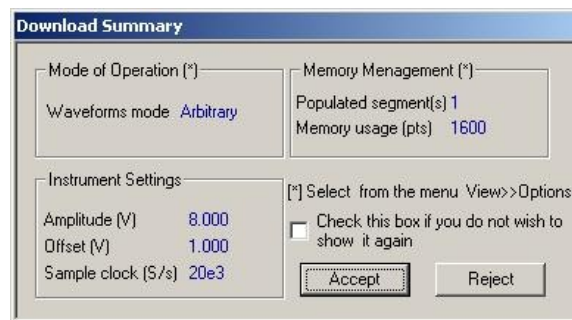 Download Summary
Mode of Operation (*)
Waveforms mode Arbitrary
Memory Menagement (*)
Populated segment(s) 1
Memory usage (pts) 1600
Instrument Settings
Amplitude (V) 8.000
Offset (V) 1.000
Sample clock (S/s) 20e3
[*] Select from the menu View>>Options
Check this box if you do not wish to
show it again
Accept
Reject